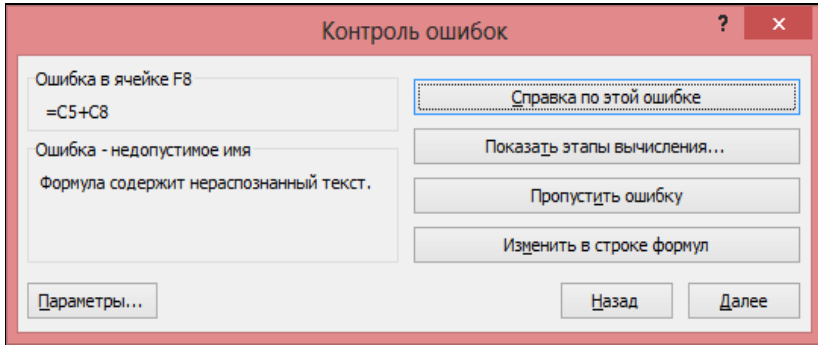 Контроль ошибок
?
×
Ошибка в ячейке F8
=C5+C8
Ошибка - недопустимое имя
Формула содержит нераспознанный текст.
Справка по этой ошибке
Показать этапы вычисления...
Пропустить ошибку
Изменить в строке формул
Параметры...
Назад
Далее